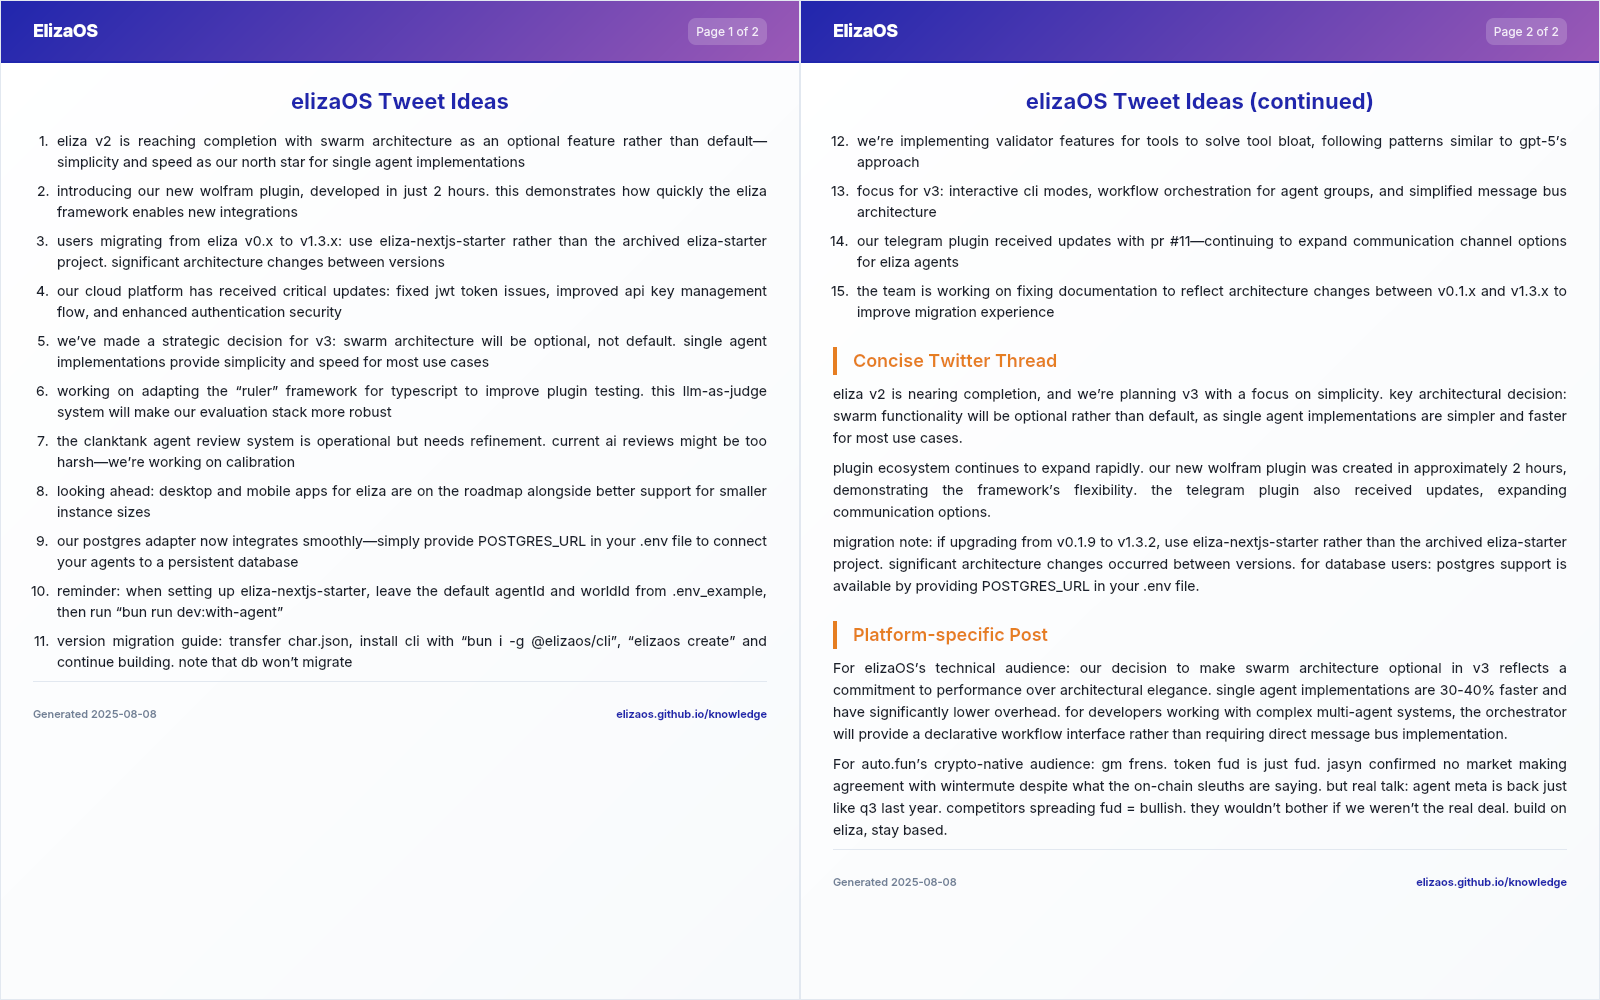 ElizaOS
Page 1 of 2
elizaOS Tweet Ideas
1. eliza v2 is reaching completion with swarm architecture as an optional feature rather than default—
simplicity and speed as our north star for single agent implementations
2. introducing our new wolfram plugin, developed in just 2 hours. this demonstrates how quickly the eliza
framework enables new integrations
3. users migrating from eliza v0.x to v1.3.x: use eliza-nextjs-starter rather than the archived eliza-starter
project. significant architecture changes between versions
4. our cloud platform has received critical updates: fixed jwt token issues, improved api key management
flow, and enhanced authentication security
5. we’ve made a strategic decision for v3: swarm architecture will be optional, not default. single agent
implementations provide simplicity and speed for most use cases
6. working on adapting the “ruler” framework for typescript to improve plugin testing. this llm-as-judge
system will make our evaluation stack more robust
7. the clanktank agent review system is operational but needs refinement. current ai reviews might be too
harsh—we’re working on calibration
8. looking ahead: desktop and mobile apps for eliza are on the roadmap alongside better support for smaller
instance sizes
9. our postgres adapter now integrates smoothly—simply provide POSTGRES_URL in your .env file to connect
your agents to a persistent database
10. reminder: when setting up eliza-nextjs-starter, leave the default agentId and worldId from .env_example,
then run “bun run dev:with-agent”
11. version migration guide: transfer char.json, install cli with “bun i -g @elizaos/cli”, “elizaos create” and
continue building. note that db won’t migrate
Generated 2025-08-08
elizaos.github.io/knowledge
ElizaOS
Page 2 of 2
elizaOS Tweet Ideas (continued)
12. we’re implementing validator features for tools to solve tool bloat, following patterns similar to gpt-5’s
approach
13. focus for v3: interactive cli modes, workflow orchestration for agent groups, and simplified message bus
architecture
14. our telegram plugin received updates with pr #11—continuing to expand communication channel options
for eliza agents
15. the team is working on fixing documentation to reflect architecture changes between v0.1.x and v1.3.x to
improve migration experience
Concise Twitter Thread
eliza v2 is nearing completion, and we’re planning v3 with a focus on simplicity. key architectural decision:
swarm functionality will be optional rather than default, as single agent implementations are simpler and faster
for most use cases.
plugin ecosystem continues to expand rapidly. our new wolfram plugin was created in approximately 2 hours,
demonstrating the framework’s flexibility. the telegram plugin also received updates, expanding
communication options.
migration note: if upgrading from v0.1.9 to v1.3.2, use eliza-nextjs-starter rather than the archived eliza-starter
project. significant architecture changes occurred between versions. for database users: postgres support is
available by providing POSTGRES_URL in your .env file.
Platform-specific Post
For elizaOS’s technical audience: our decision to make swarm architecture optional in v3 reflects a
commitment to performance over architectural elegance. single agent implementations are 30-40% faster and
have significantly lower overhead. for developers working with complex multi-agent systems, the orchestrator
will provide a declarative workflow interface rather than requiring direct message bus implementation.
For auto.fun’s crypto-native audience: gm frens. token fud is just fud. jasyn confirmed no market making
agreement with wintermute despite what the on-chain sleuths are saying. but real talk: agent meta is back just
like q3 last year. competitors spreading fud = bullish. they wouldn’t bother if we weren’t the real deal. build on
eliza, stay based.
Generated 2025-08-08
elizaos.github.io/knowledge